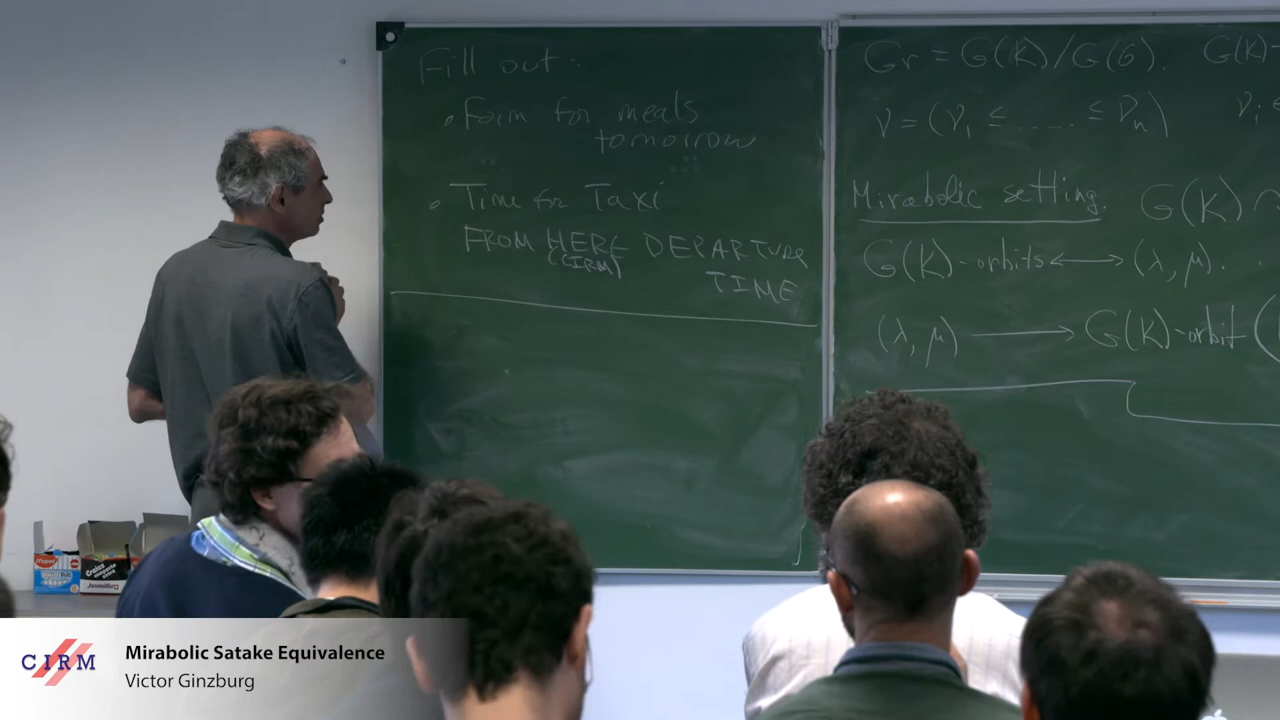 Fill out:
• Form for meals
tomorrow
• Time for Taxi
FROM HERE DEPARTURE
(CIRM)
TIME
Gr = G(K)/G(O). G(K)-
ν = (ν₁ ≤ ..... ≤ νₙ) νᵢ ∈
Mirabolic setting. G(K) ↷
G(K)-orbits ⟷ (λ, μ). ..
(λ, μ) ⟶ G(K)-orbit (
CIRM
Mirabolic Satake Equivalence
Victor Ginzburg